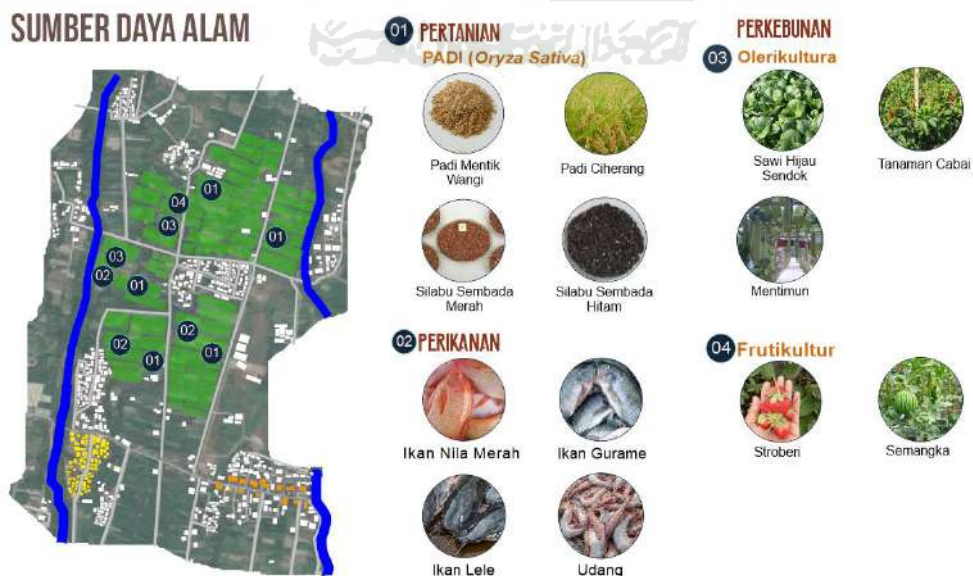 SUMBER DAYA ALAM
01
04
03
01
03
02
01
02
02
01
01
01 PERTANIAN
PADI (Oryza Sativa)
Padi Mentik
Wangi
Padi Ciherang
Silabu Sembada
Merah
Silabu Sembada
Hitam
02 PERIKANAN
Ikan Nila Merah
Ikan Gurame
Ikan Lele
Udang
PERKEBUNAN
03 Olerikultura
Sawi Hijau
Sendok
Tanaman Cabai
Mentimun
04 Frutikultur
Stroberi
Semangka